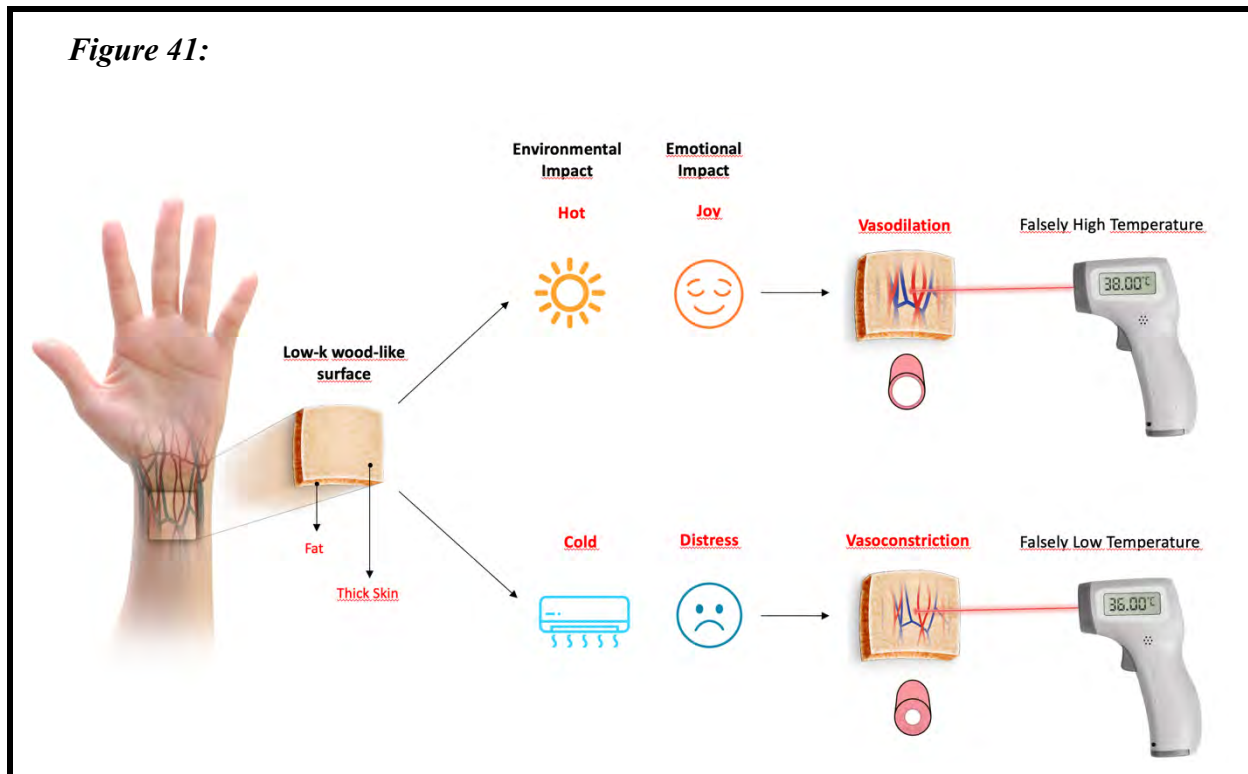 Figure 41:
Environmental
Impact
Emotional
Impact
Hot
Joy
Vasodilation
Falsely High Temperature
38.00°C
Low-k wood-like
surface
Fat
Thick Skin
Cold
Distress
Vasoconstriction
Falsely Low Temperature
36.00°C